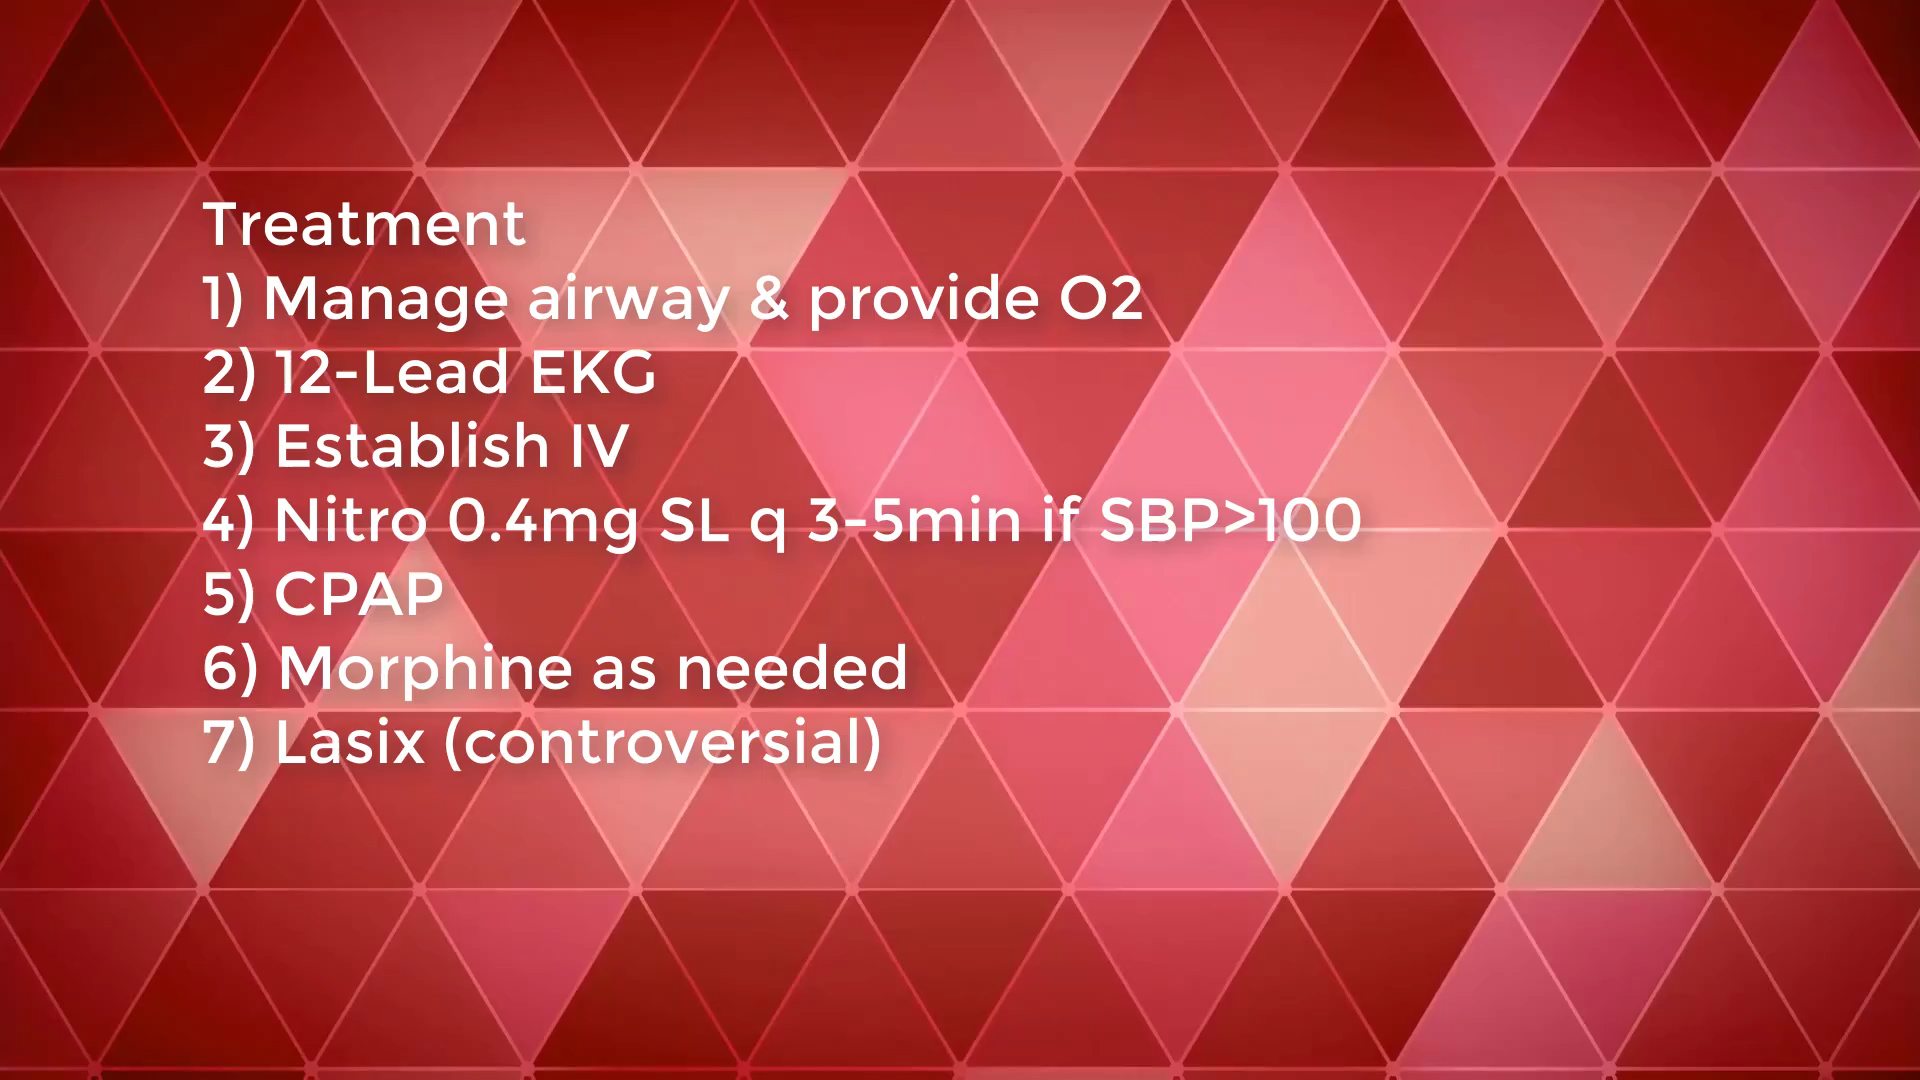 Treatment
1) Manage airway & provide O2
2) 12-Lead EKG
3) Establish IV
4) Nitro 0.4mg SL q 3-5min if SBP>100
5) CPAP
6) Morphine as needed
7) Lasix (controversial)